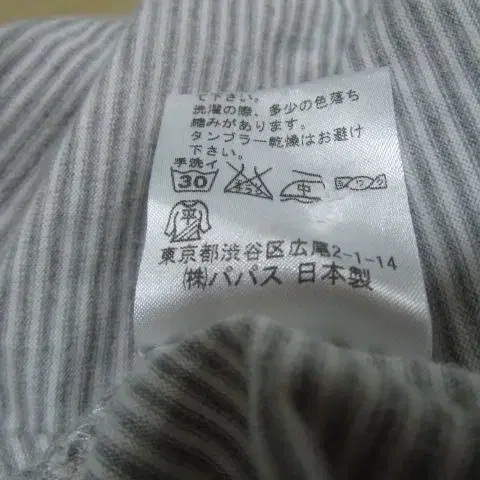 て下さい。
洗濯の際、多少の色落ち
縮みがあります。
タンブラー乾燥はお避け
下さい。
手洗イ
30 中
平
東京都渋谷区広尾2-1-14
㈱パパス 日本製